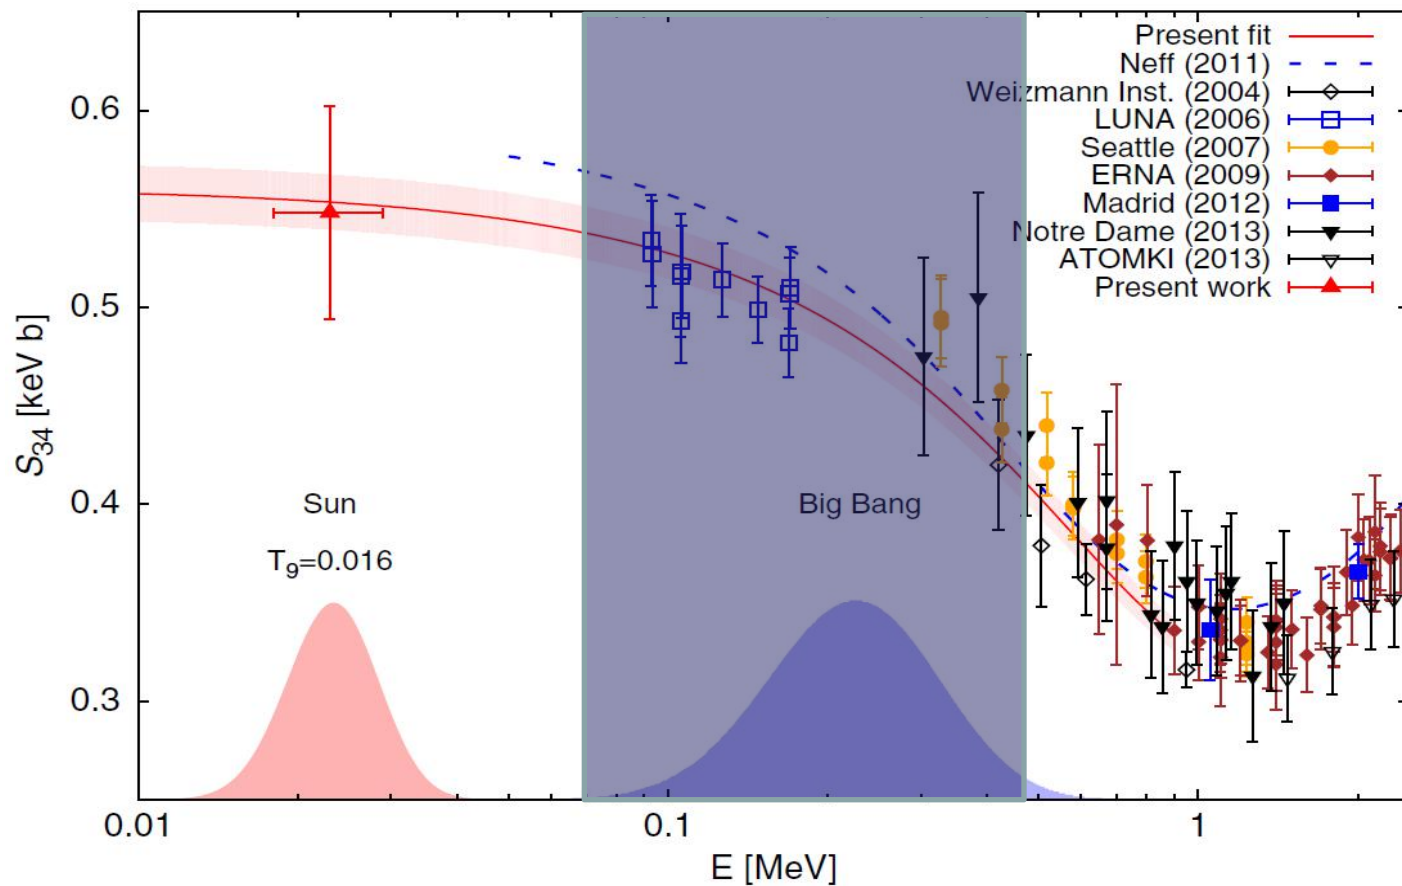 Present fit
Neff (2011)
Weizmann Inst. (2004)
LUNA (2006)
Seattle (2007)
ERNA (2009)
Madrid (2012)
Notre Dame (2013)
ATOMKI (2013)
Present work
0.6
0.5
0.4
0.3
S34 [keV b]
Sun
T9=0.016
Big Bang
0.01
0.1
1
E [MeV]